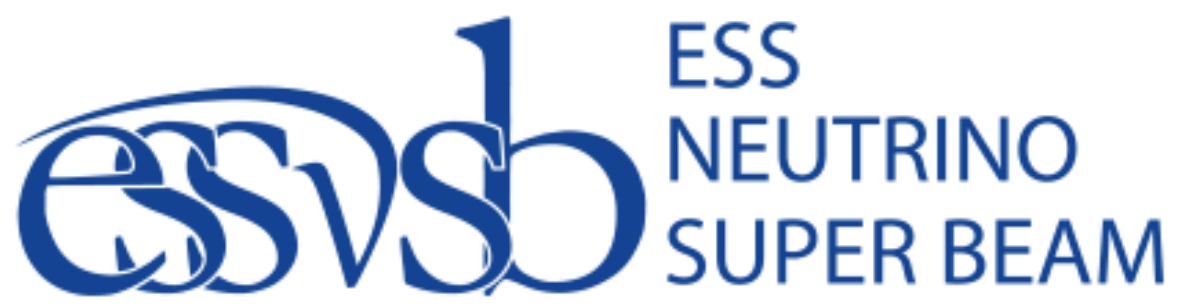 essνsb
ESS
NEUTRINO
SUPER BEAM